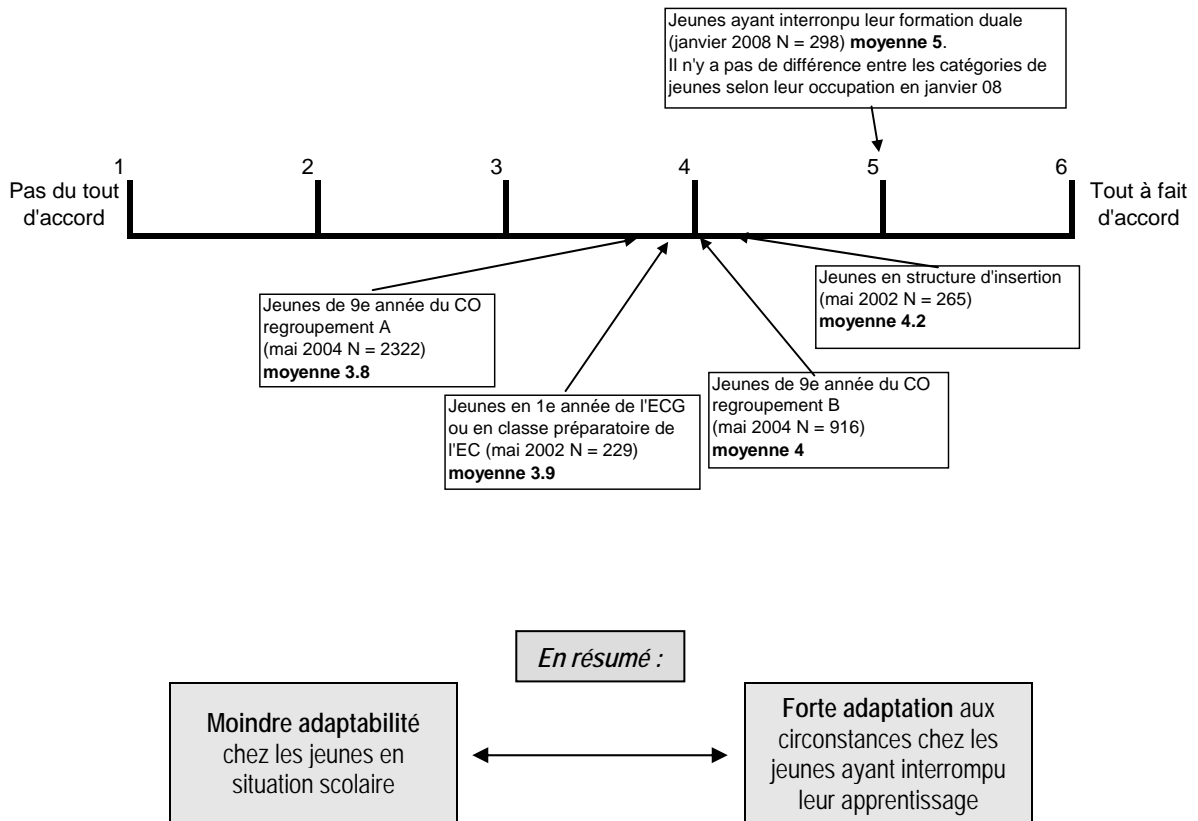 Jeunes ayant interronpu leur formation duale
(janvier 2008 N = 298) moyenne 5.
Il n'y a pas de différence entre les catégories de
jeunes selon leur occupation en janvier 08
1
2
3
4
5
6
Pas du tout
d'accord
Tout à fait
d'accord
Jeunes de 9e année du CO
regroupement A
(mai 2004 N = 2322)
moyenne 3.8
Jeunes en 1e année de l'ECG
ou en classe préparatoire de
l'EC (mai 2002 N = 229)
moyenne 3.9
Jeunes de 9e année du CO
regroupement B
(mai 2004 N = 916)
moyenne 4
Jeunes en structure d'insertion
(mai 2002 N = 265)
moyenne 4.2
En résumé :
Moindre adaptabilité
chez les jeunes en
situation scolaire
Forte adaptation aux
circonstances chez les
jeunes ayant interrompu
leur apprentissage